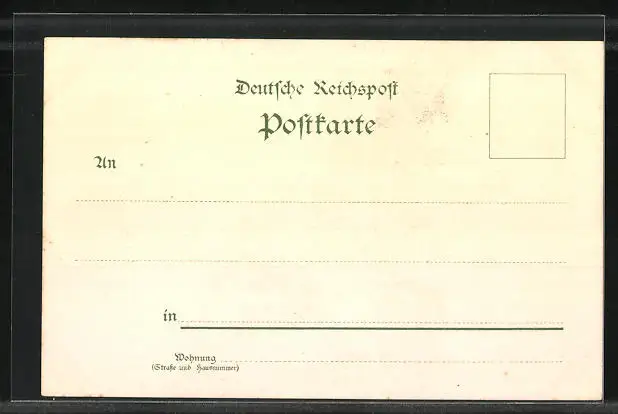 Deutsche Reichspost
Postkarte
An
in
Wohnung
(Straße und Hausnummer)